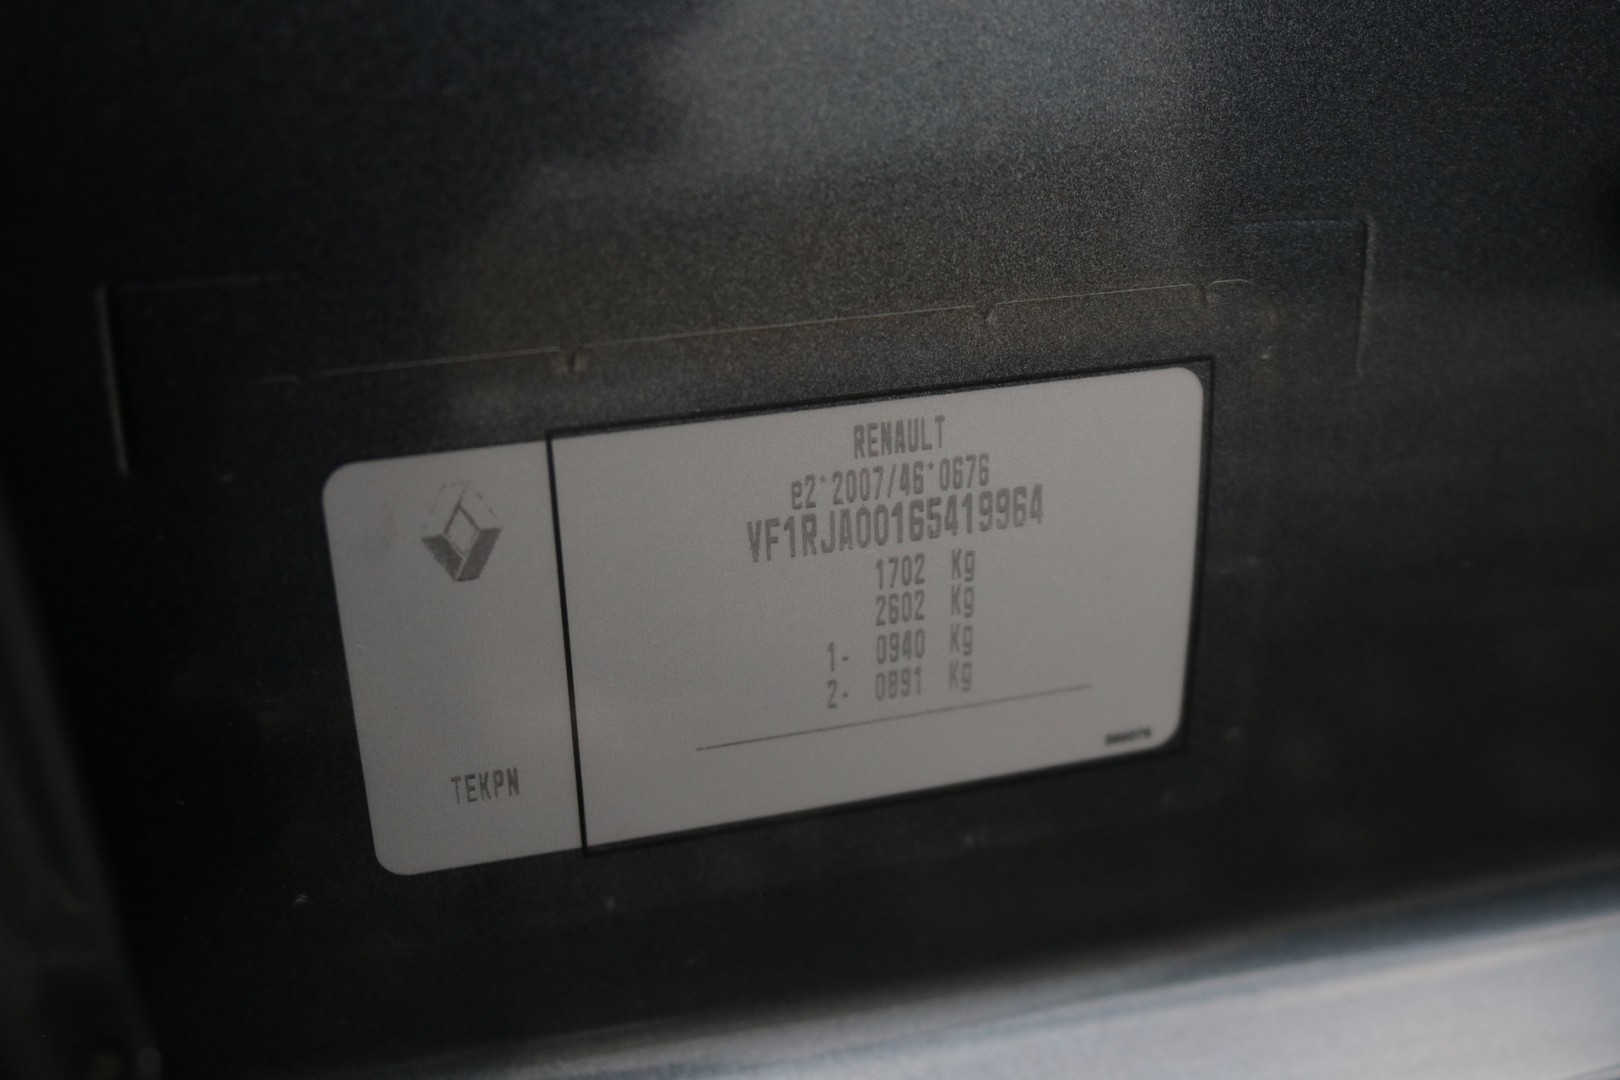 RENAULT
e2*2007/46*0676
VF1RJA00165419964
1702 Kg
2602 Kg
1- 0940 Kg
2- 0891 Kg
TEKPN